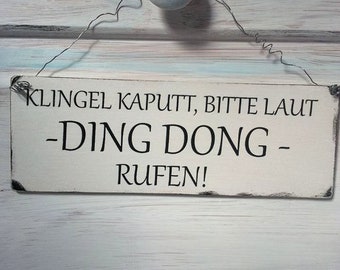 KLINGEL KAPUTT, BITTE LAUT
-DING DONG -
RUFEN!